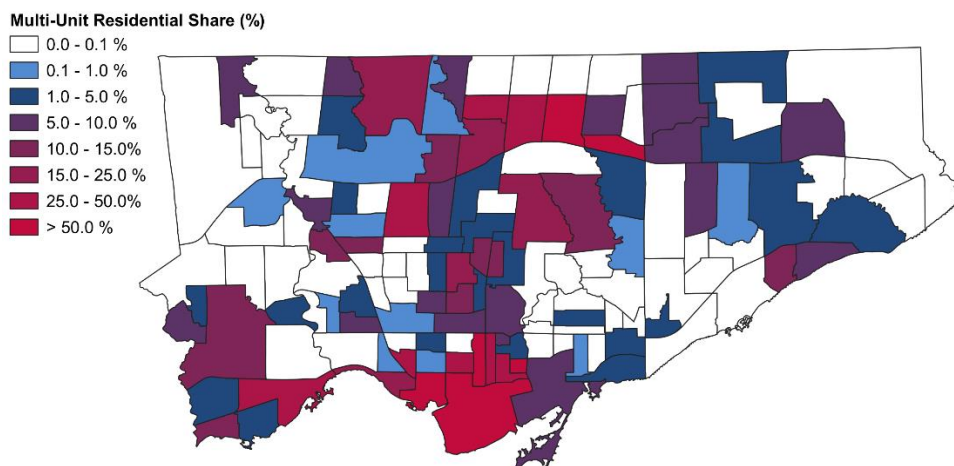 Multi-Unit Residential Share (%)
0.0 - 0.1 %
0.1 - 1.0 %
1.0 - 5.0 %
5.0 - 10.0 %
10.0 - 15.0%
15.0 - 25.0 %
25.0 - 50.0%
> 50.0 %